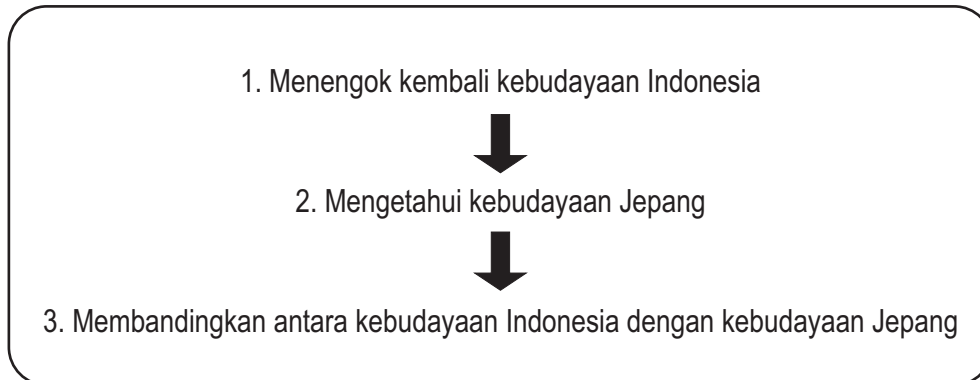 1. Menengok kembali kebudayaan Indonesia
2. Mengetahui kebudayaan Jepang
3. Membandingkan antara kebudayaan Indonesia dengan kebudayaan Jepang